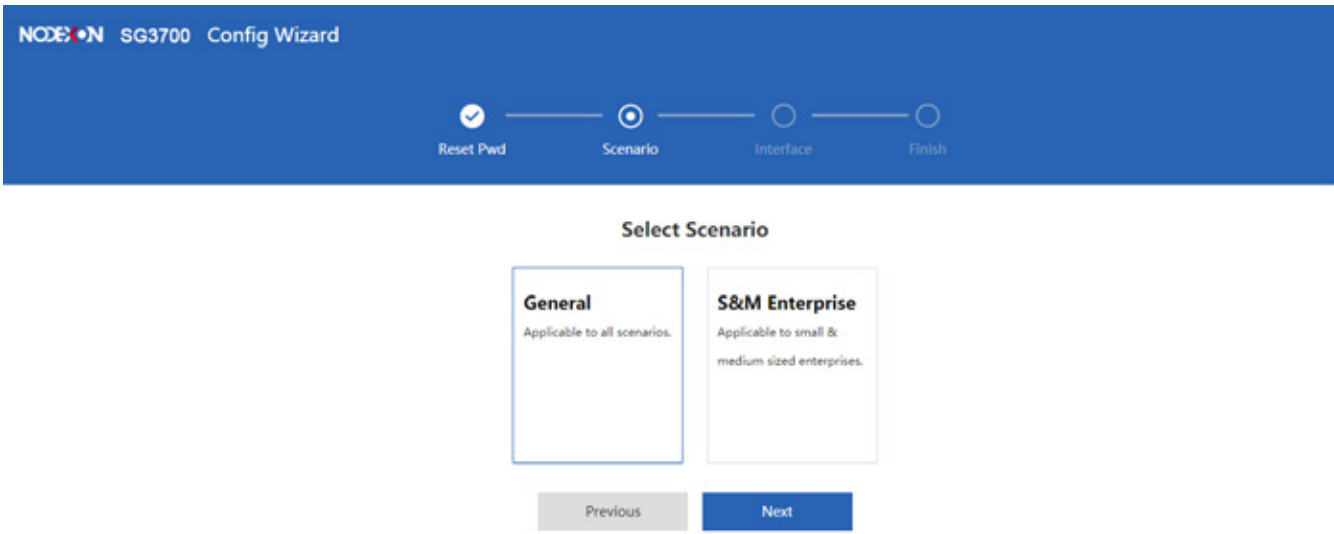 NODEXON SG3700 Config Wizard
Reset Pwd
Scenario
Interface
Finish
Select Scenario
General
Applicable to all scenarios.
S&M Enterprise
Applicable to small &
medium sized enterprises.
Previous
Next